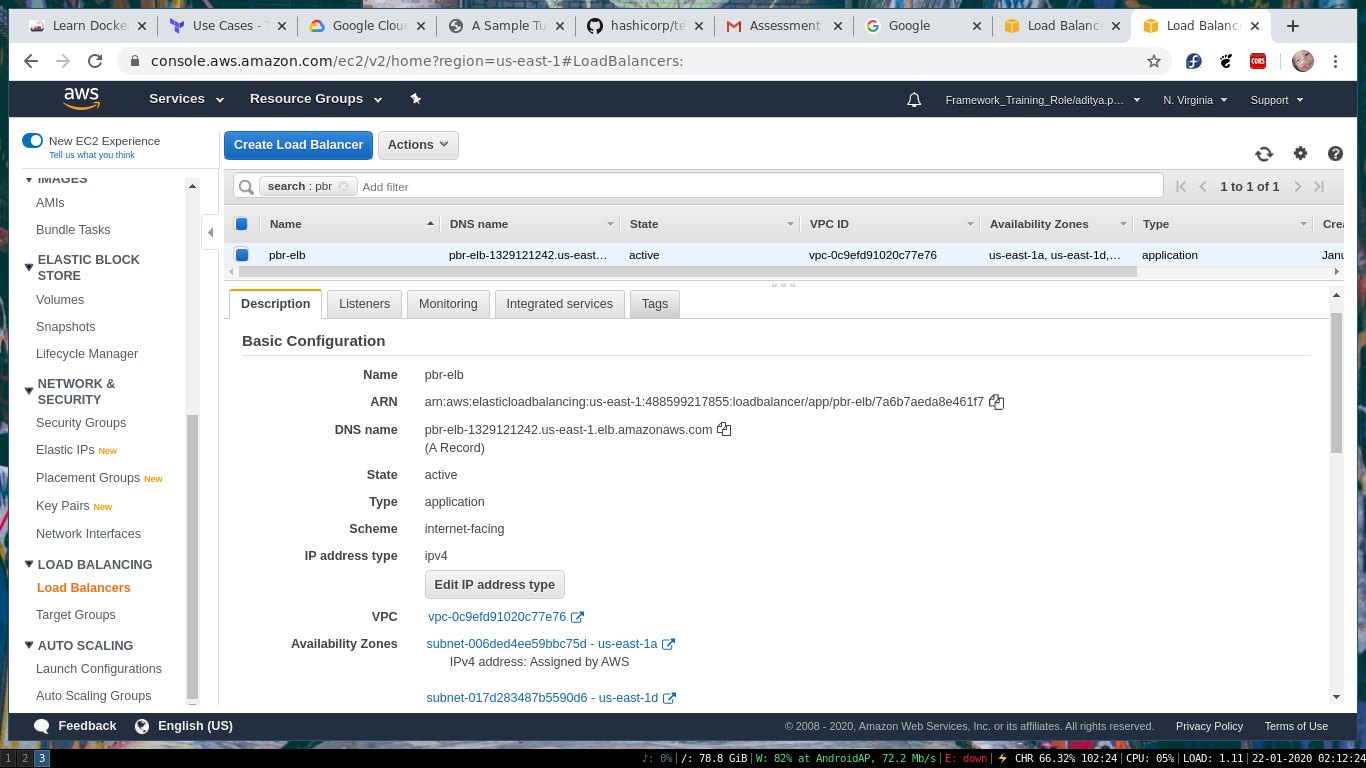 Learn Docke
Use Cases - T
Google Clou
A Sample Tu
hashicorp/te
Assessment
Google
Load Balanc
Load Balanc
console.aws.amazon.com/ec2/v2/home?region=us-east-1#LoadBalancers:
CORS
aws
Services
Resource Groups
Framework_Training_Role/aditya.p...
N. Virginia
Support
New EC2 Experience
Tell us what you think
IMAGES
AMIs
Bundle Tasks
ELASTIC BLOCK
STORE
Volumes
Snapshots
Lifecycle Manager
NETWORK &
SECURITY
Security Groups
Elastic IPs New
Placement Groups New
Key Pairs New
Network Interfaces
LOAD BALANCING
Load Balancers
Target Groups
AUTO SCALING
Launch Configurations
Auto Scaling Groups
Create Load Balancer
Actions
search : pbr
Add filter
1 to 1 of 1
Name DNS name State VPC ID Availability Zones Type Crea
pbr-elb pbr-elb-1329121242.us-east... active vpc-0c9efd91020c77e76 us-east-1a, us-east-1d,... application Janu
Description Listeners Monitoring Integrated services Tags
Basic Configuration
Name pbr-elb
ARN arn:aws:elasticloadbalancing:us-east-1:488599217855:loadbalancer/app/pbr-elb/7a6b7aeda8e461f7
DNS name pbr-elb-1329121242.us-east-1.elb.amazonaws.com
(A Record)
State active
Type application
Scheme internet-facing
IP address type ipv4
Edit IP address type
VPC vpc-0c9efd91020c77e76
Availability Zones subnet-006ded4ee59bbc75d - us-east-1a
IPv4 address: Assigned by AWS
subnet-017d283487b5590d6 - us-east-1d
Feedback
English (US)
© 2008 - 2020, Amazon Web Services, Inc. or its affiliates. All rights reserved.
Privacy Policy
Terms of Use
1 2 3
♪: 0%|/: 78.8 GiB|W: 82% at AndroidAP, 72.2 Mb/s|E: down|⚡ CHR 66.32% 102:24|CPU: 05%|LOAD: 1.11|22-01-2020 02:12:24